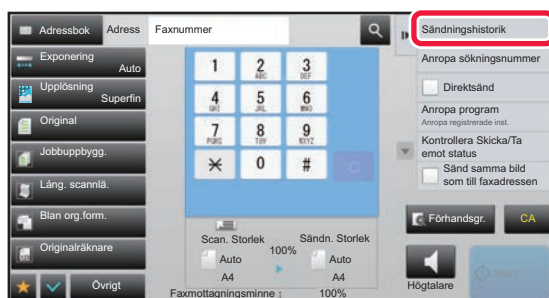 Adressbok
Adress
Faxnummer
Sändningshistorik
Exponering
Auto
Upplösning
Superfin
Original
Jobbuppbygg.
Lång. scannlä.
Blan org.form.
Originalräknare
Övrigt
1
2
ABC
3
DEF
4
GHI
5
JKL
6
MNO
7
PQRS
8
TUV
9
WXYZ
0
#
C
Scan. Storlek
100%
Sändn. Storlek
Auto
A4
Auto
A4
Faxmottagningsminne :
100%
Anropa sökningsnummer
Direktsänd
Anropa program
Anropa registrerade inst.
Kontrollera Skicka/Ta
emot status
Sänd samma bild
som till faxadressen
Förhandsgr.
CA
Högtalare
Start